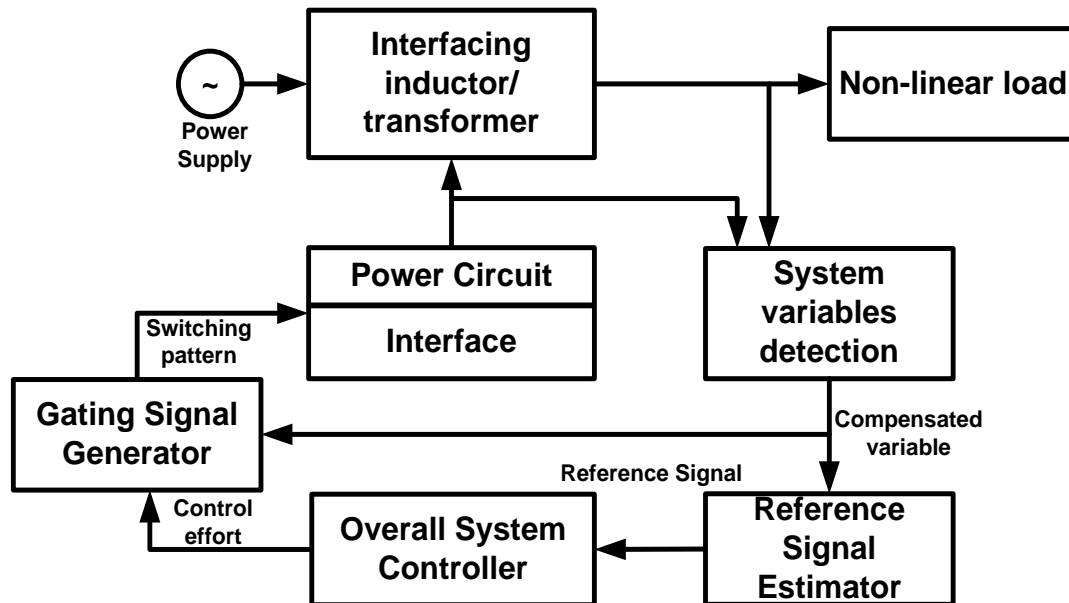 Interfacing
inductor/
transformer
Non-linear load
~
Power
Supply
Power Circuit
Interface
System
variables
detection
Switching
pattern
Gating Signal
Generator
Compensated
variable
Reference Signal
Control
effort
Overall System
Controller
Reference
Signal
Estimator